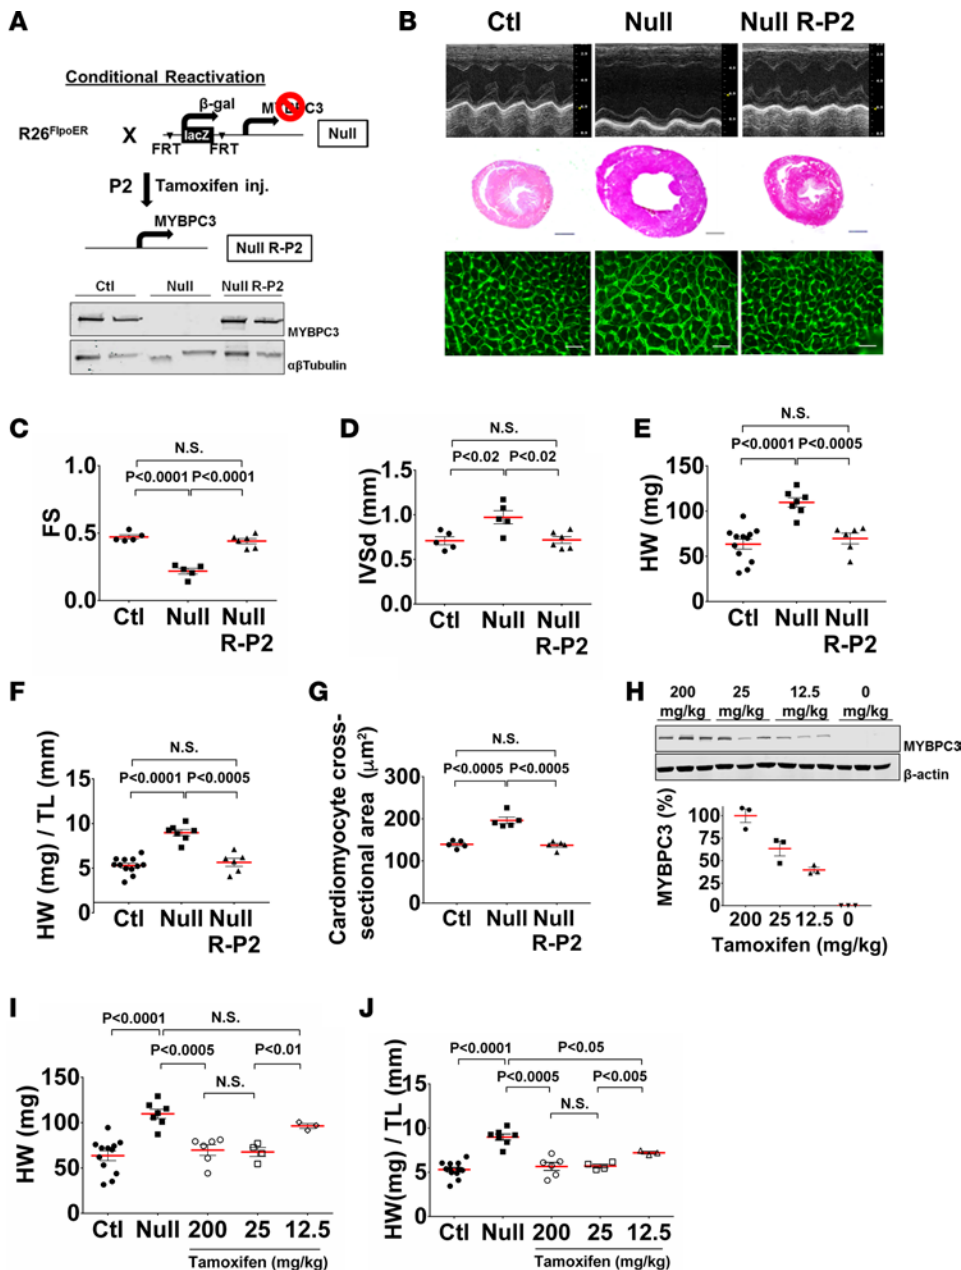 A
Conditional Reactivation
β-gal
MYBPC3
R26FlpoER
X
lacZ
Null
FRT
FRT
P2
Tamoxifen inj.
MYBPC3
Null R-P2
Ctl
Null
Null R-P2
MYBPC3
αβTubulin
B
Ctl
Null
Null R-P2
C
N.S.
P<0.0001
P<0.0001
FS
1.0
0.5
0.0
Ctl
Null
Null
R-P2
D
N.S.
P<0.02
P<0.02
IVSd (mm)
1.5
1.0
0.5
0.0
Ctl
Null
Null
R-P2
E
N.S.
P<0.0001
P<0.0005
HW (mg)
150
100
50
0
Ctl
Null
Null
R-P2
F
N.S.
P<0.0001
P<0.0005
HW (mg) / TL (mm)
15
10
5
0
Ctl
Null
Null
R-P2
G
N.S.
P<0.0005
P<0.0005
Cardiomyocyte cross-
sectional area (μm²)
300
200
100
0
Ctl
Null
Null
R-P2
H
200
25
12.5
0
mg/kg
mg/kg
mg/kg
mg/kg
MYBPC3
β-actin
MYBPC3 (%)
100
75
50
25
0
200
25
12.5
0
Tamoxifen (mg/kg)
I
P<0.0001
N.S.
P<0.0005
P<0.01
N.S.
HW (mg)
150
100
50
0
Ctl
Null
200
25
12.5
Tamoxifen (mg/kg)
J
P<0.0001
P<0.05
P<0.0005
P<0.005
N.S.
HW(mg) / TL (mm)
15
10
5
0
Ctl
Null
200
25
12.5
Tamoxifen (mg/kg)